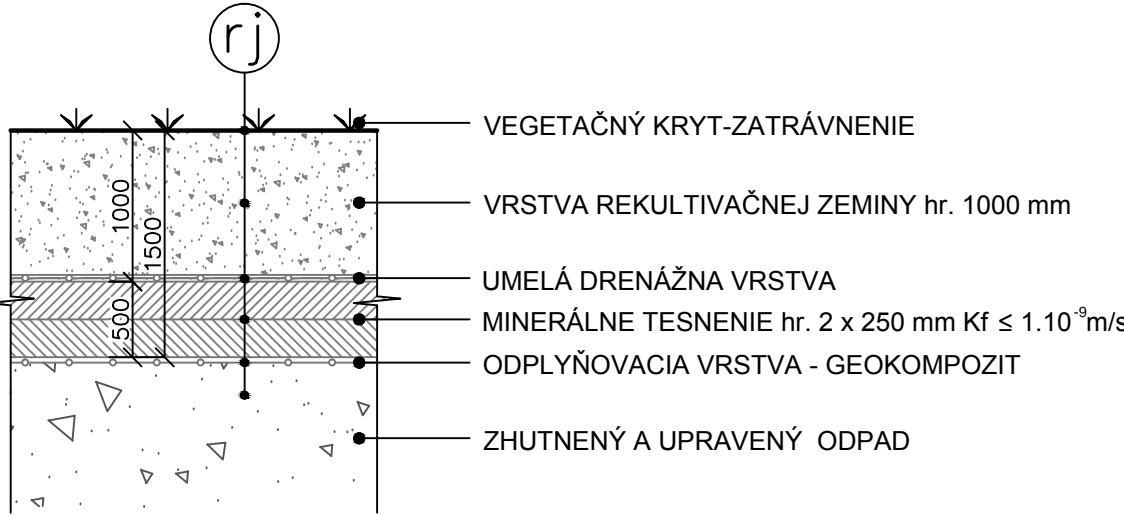 rj
VEGETAČNÝ KRYT-ZATRÁVNENIE
VRSTVA REKULTIVAČNEJ ZEMINY hr. 1000 mm
1000
1500
UMELÁ DRENÁŽNA VRSTVA
500
MINERÁLNE TESNENIE hr. 2 x 250 mm Kf ≤ 1.10⁻⁹m/s
ODPLYŇOVACIA VRSTVA - GEOKOMPOZIT
ZHUTNENÝ A UPRAVENÝ ODPAD